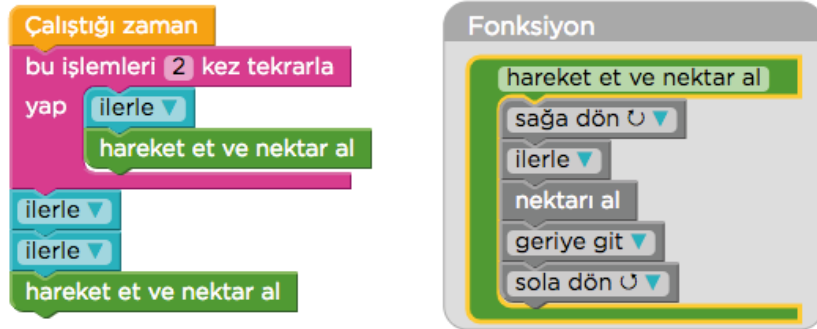 Çalıştığı zaman
bu işlemleri 2 kez tekrarla
yap ilerle
hareket et ve nektar al
ilerle
ilerle
hareket et ve nektar al
Fonksiyon
hareket et ve nektar al
sağa dön ↻
ilerle
nektarı al
geriye git
sola dön ↺